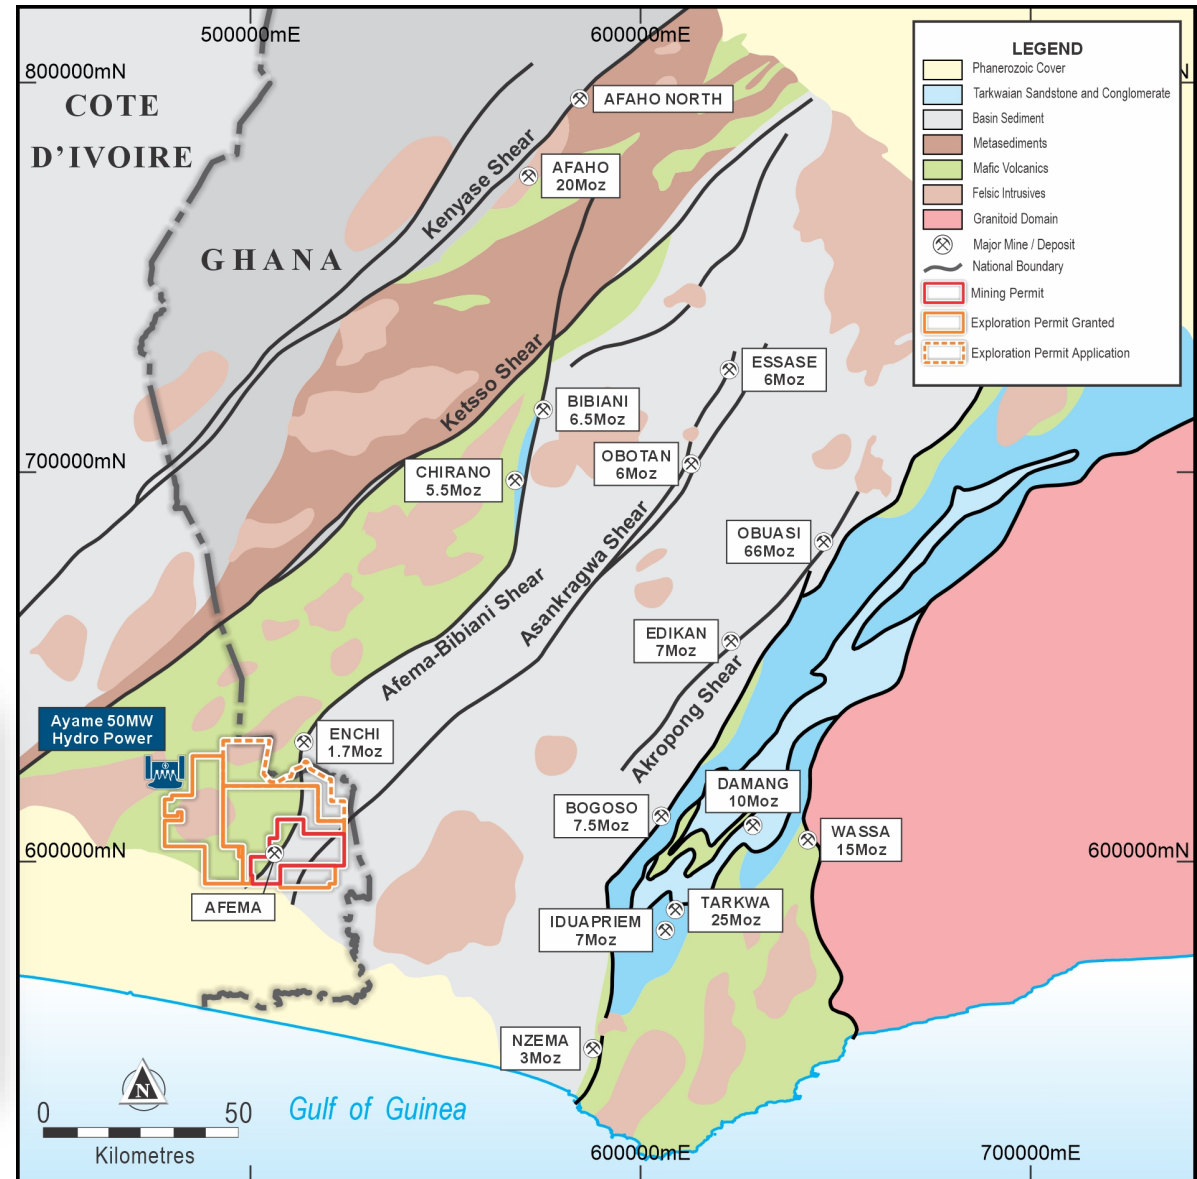 500000mE
600000mE
800000mN
N
COTE
D'IVOIRE
GHANA
LEGEND
Phanerozoic Cover
Tarkwaian Sandstone and Conglomerate
Basin Sediment
Metasediments
Mafic Volcanics
Felsic Intrusives
Granitoid Domain
Major Mine / Deposit
National Boundary
Mining Permit
Exploration Permit Granted
Exploration Permit Application
AFAHO NORTH
Kenyase Shear
AFAHO
20Moz
Ketsso Shear
ESSASE
6Moz
BIBIANI
6.5Moz
700000mN
CHIRANO
5.5Moz
OBOTAN
6Moz
OBUASI
66Moz
Asankragwa Shear
Afema-Bibiani Shear
EDIKAN
7Moz
Akropong Shear
Ayame 50MW
Hydro Power
ENCHI
1.7Moz
DAMANG
10Moz
BOGOSO
7.5Moz
WASSA
15Moz
600000mN
600000mN
AFEMA
TARKWA
25Moz
IDUAPRIEM
7Moz
NZEMA
3Moz
N
0 50
Kilometres
Gulf of Guinea
600000mE
700000mE